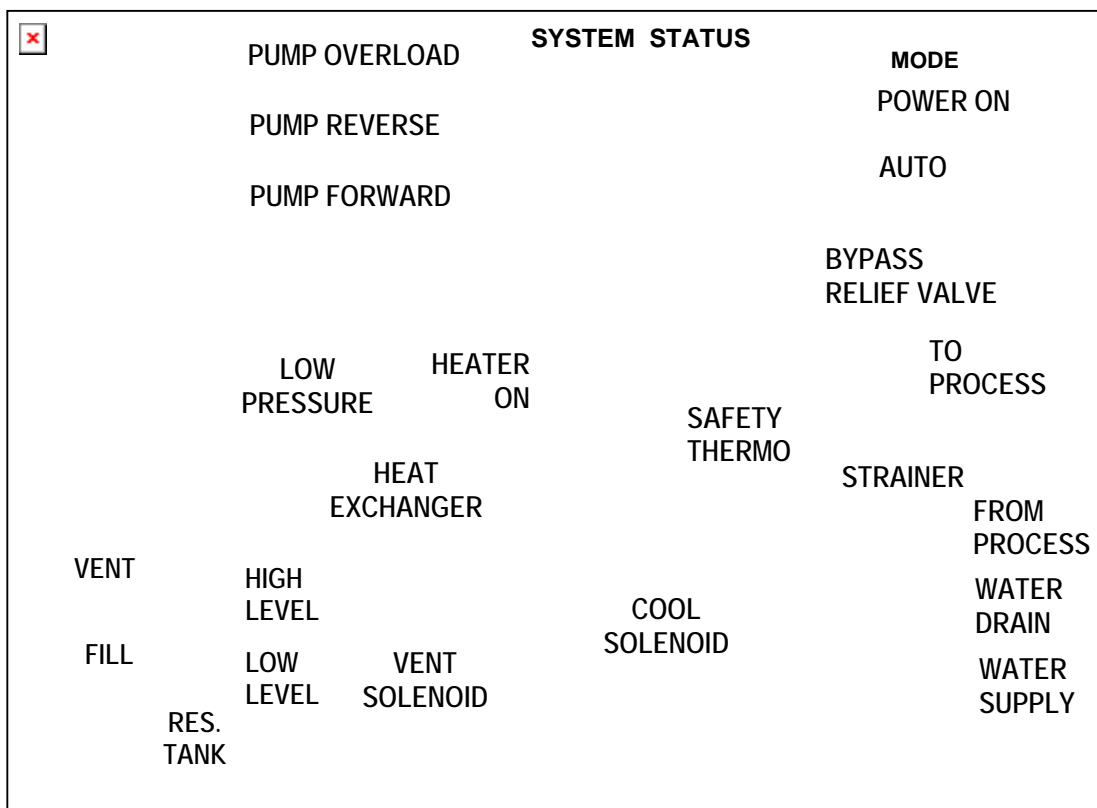 SYSTEM STATUS
PUMP OVERLOAD
MODE
POWER ON
PUMP REVERSE
AUTO
PUMP FORWARD
BYPASS
RELIEF VALVE
TO
PROCESS
LOW
PRESSURE
HEATER
ON
SAFETY
THERMO
HEAT
EXCHANGER
STRAINER
FROM
PROCESS
VENT
HIGH
LEVEL
WATER
DRAIN
COOL
SOLENOID
FILL
LOW
LEVEL
VENT
SOLENOID
WATER
SUPPLY
RES.
TANK